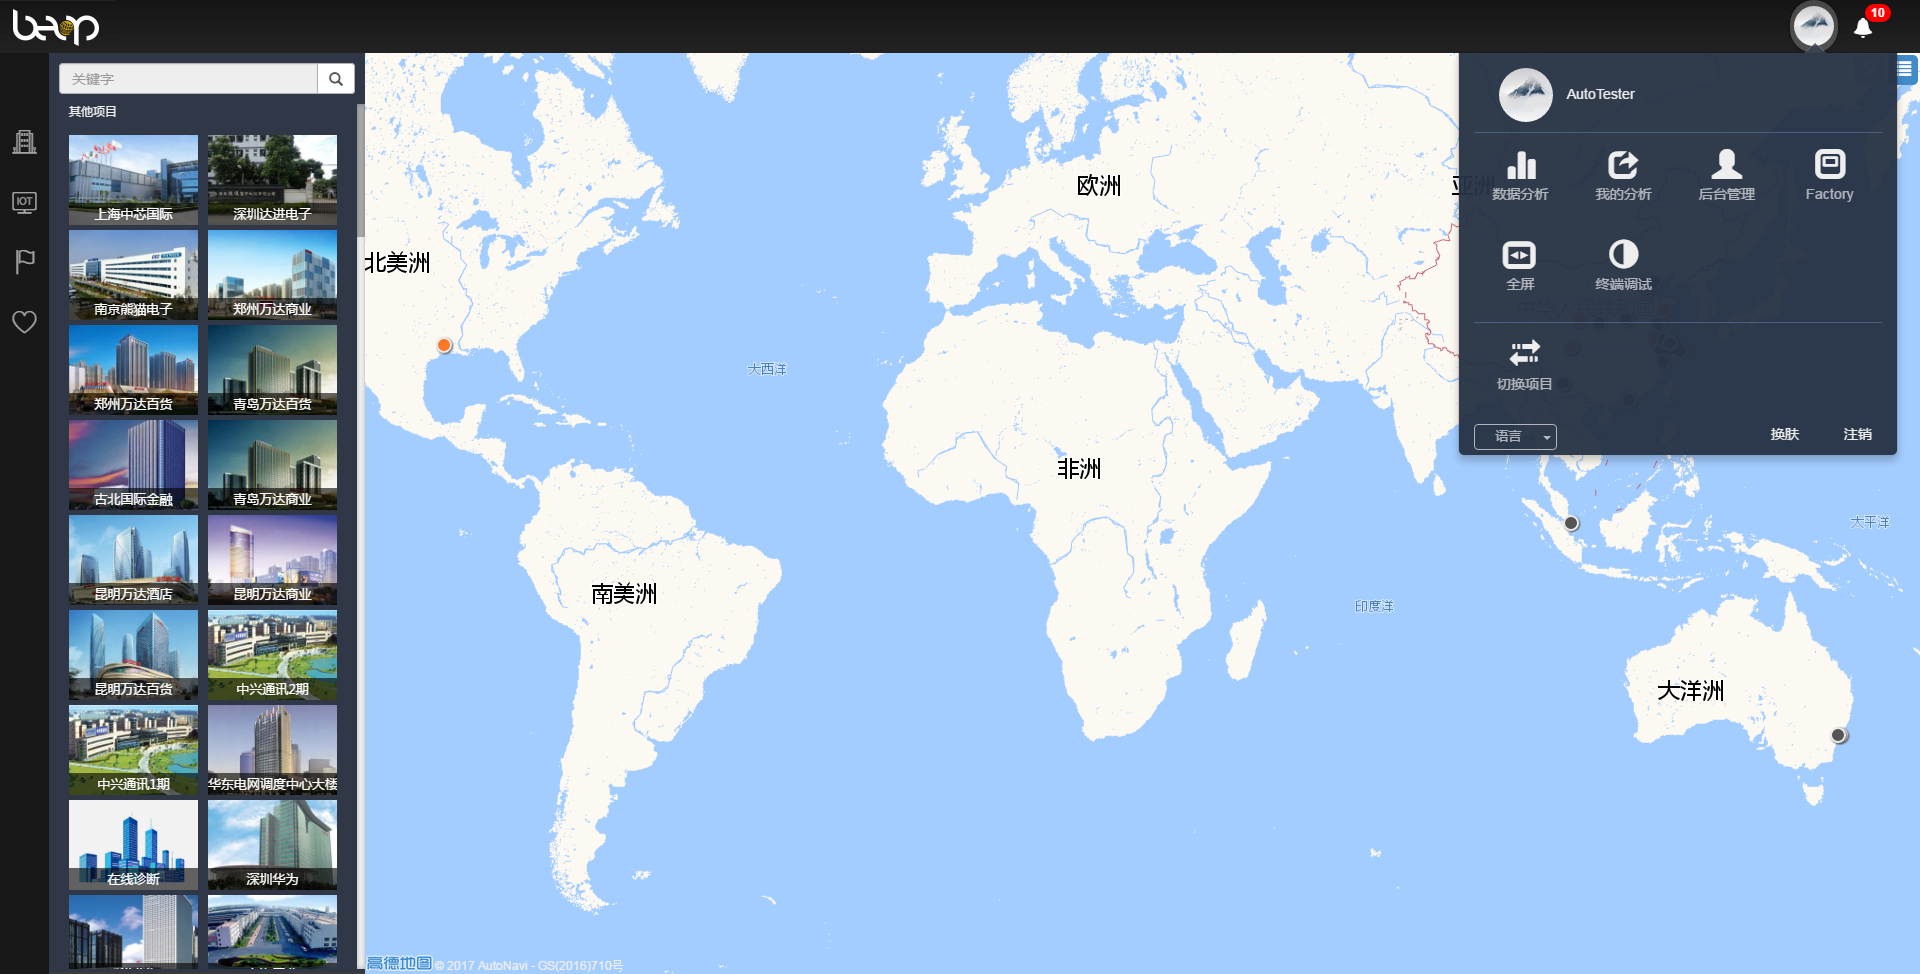 beop
10
关键字
其他项目
上海中芯国际
深圳达进电子
南京熊猫电子
郑州万达商业
郑州万达百货
青岛万达百货
古北国际金融
青岛万达商业
昆明万达酒店
昆明万达商业
昆明万达百货
中兴通讯2期
中兴通讯1期
华东电网调度中心大楼
在线诊断
深圳华为
IOT
北美洲
欧洲
亚洲
大西洋
非洲
南美洲
印度洋
太平洋
大洋洲
AutoTester
数据分析
我的分析
后台管理
Factory
全屏
终端调试
切换项目
语言
换肤
注销
高德地图 © 2017 AutoNavi - GS(2016)710号